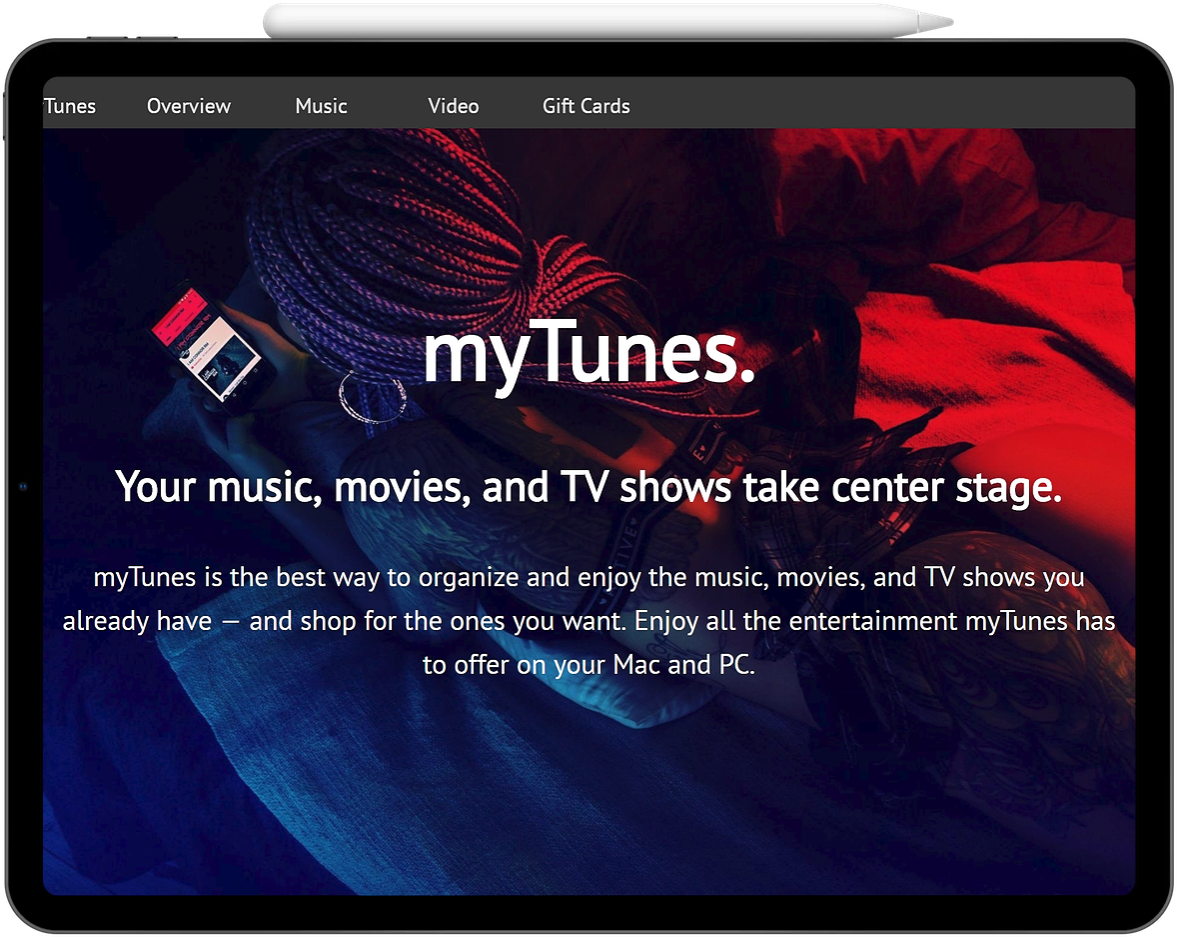 Tunes Overview Music Video Gift Cards
myTunes.
Your music, movies, and TV shows take center stage.
myTunes is the best way to organize and enjoy the music, movies, and TV shows you
already have — and shop for the ones you want. Enjoy all the entertainment myTunes has
to offer on your Mac and PC.